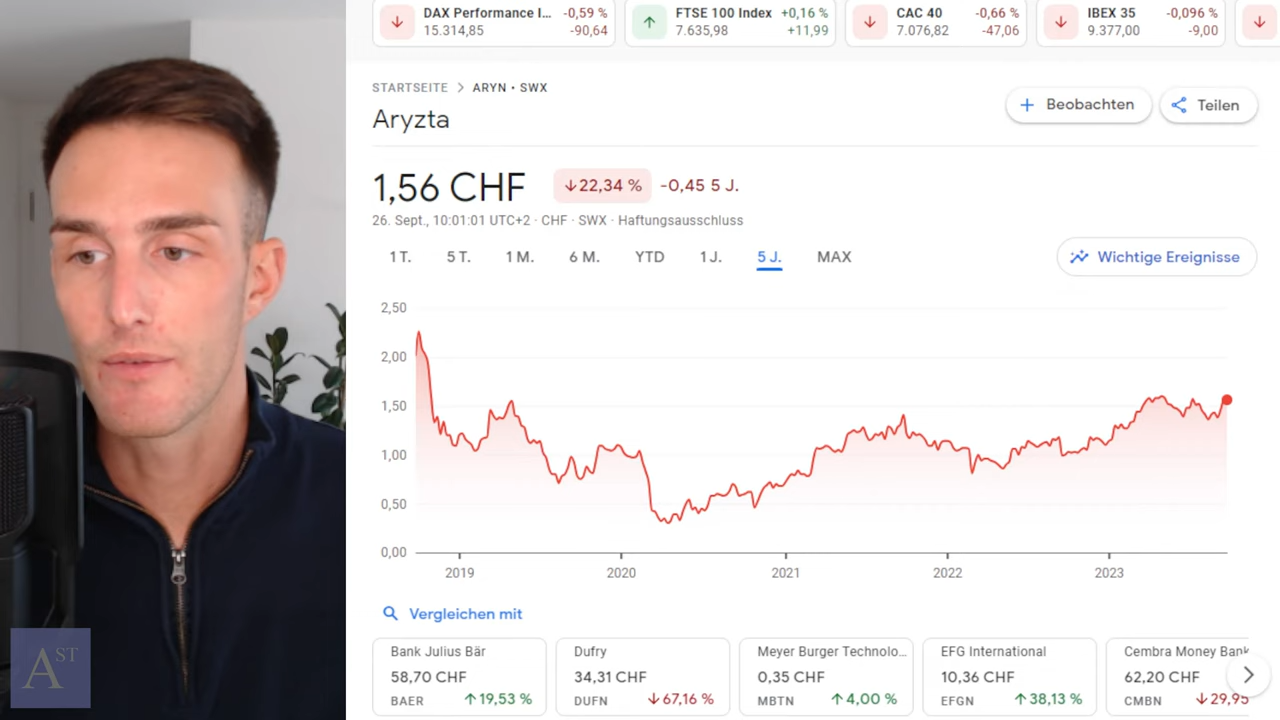 DAX Performance I... -0,59 %
15.314,85 -90,64
FTSE 100 Index +0,16 %
7.635,98 +11,99
CAC 40 -0,66 %
7.076,82 -47,06
IBEX 35 -0,096 %
9.377,00 -9,00
STARTSEITE > ARYN • SWX
Aryzta
Beobachten
Teilen
1,56 CHF ↓22,34 % -0,45 5 J.
26. Sept., 10:01:01 UTC+2 · CHF · SWX · Haftungsausschluss
1 T. 5 T. 1 M. 6 M. YTD 1 J. 5 J. MAX
Wichtige Ereignisse
2,50
2,00
1,50
1,00
0,50
0,00
2019 2020 2021 2022 2023
Vergleichen mit
Bank Julius Bär
58,70 CHF
BAER ↑19,53 %
Dufry
34,31 CHF
DUFN ↓67,16 %
Meyer Burger Technolo...
0,35 CHF
MBTN ↑4,00 %
EFG International
10,36 CHF
EFGN ↑38,13 %
Cembra Money Bank
62,20 CHF
CMBN ↓29,95
AST